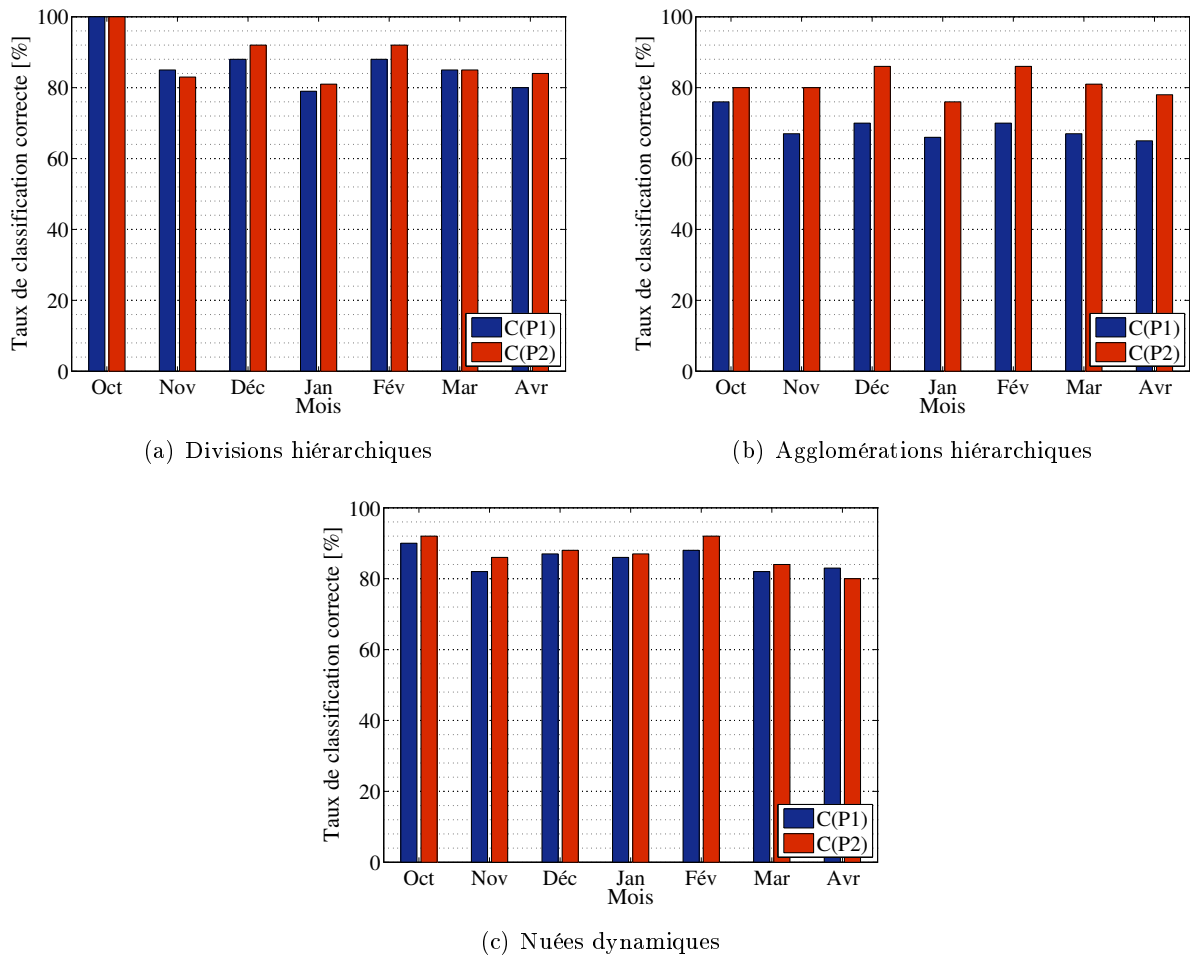 Taux de classification correcte [%]
100
80
60
40
20
0
Oct Nov Déc Jan Fév Mar Avr
Mois
C(P1)
C(P2)
(a) Divisions hiérarchiques
Taux de classification correcte [%]
100
80
60
40
20
0
Oct Nov Déc Jan Fév Mar Avr
Mois
C(P1)
C(P2)
(b) Agglomérations hiérarchiques
Taux de classification correcte [%]
100
80
60
40
20
0
Oct Nov Déc Jan Fév Mar Avr
Mois
C(P1)
C(P2)
(c) Nuées dynamiques